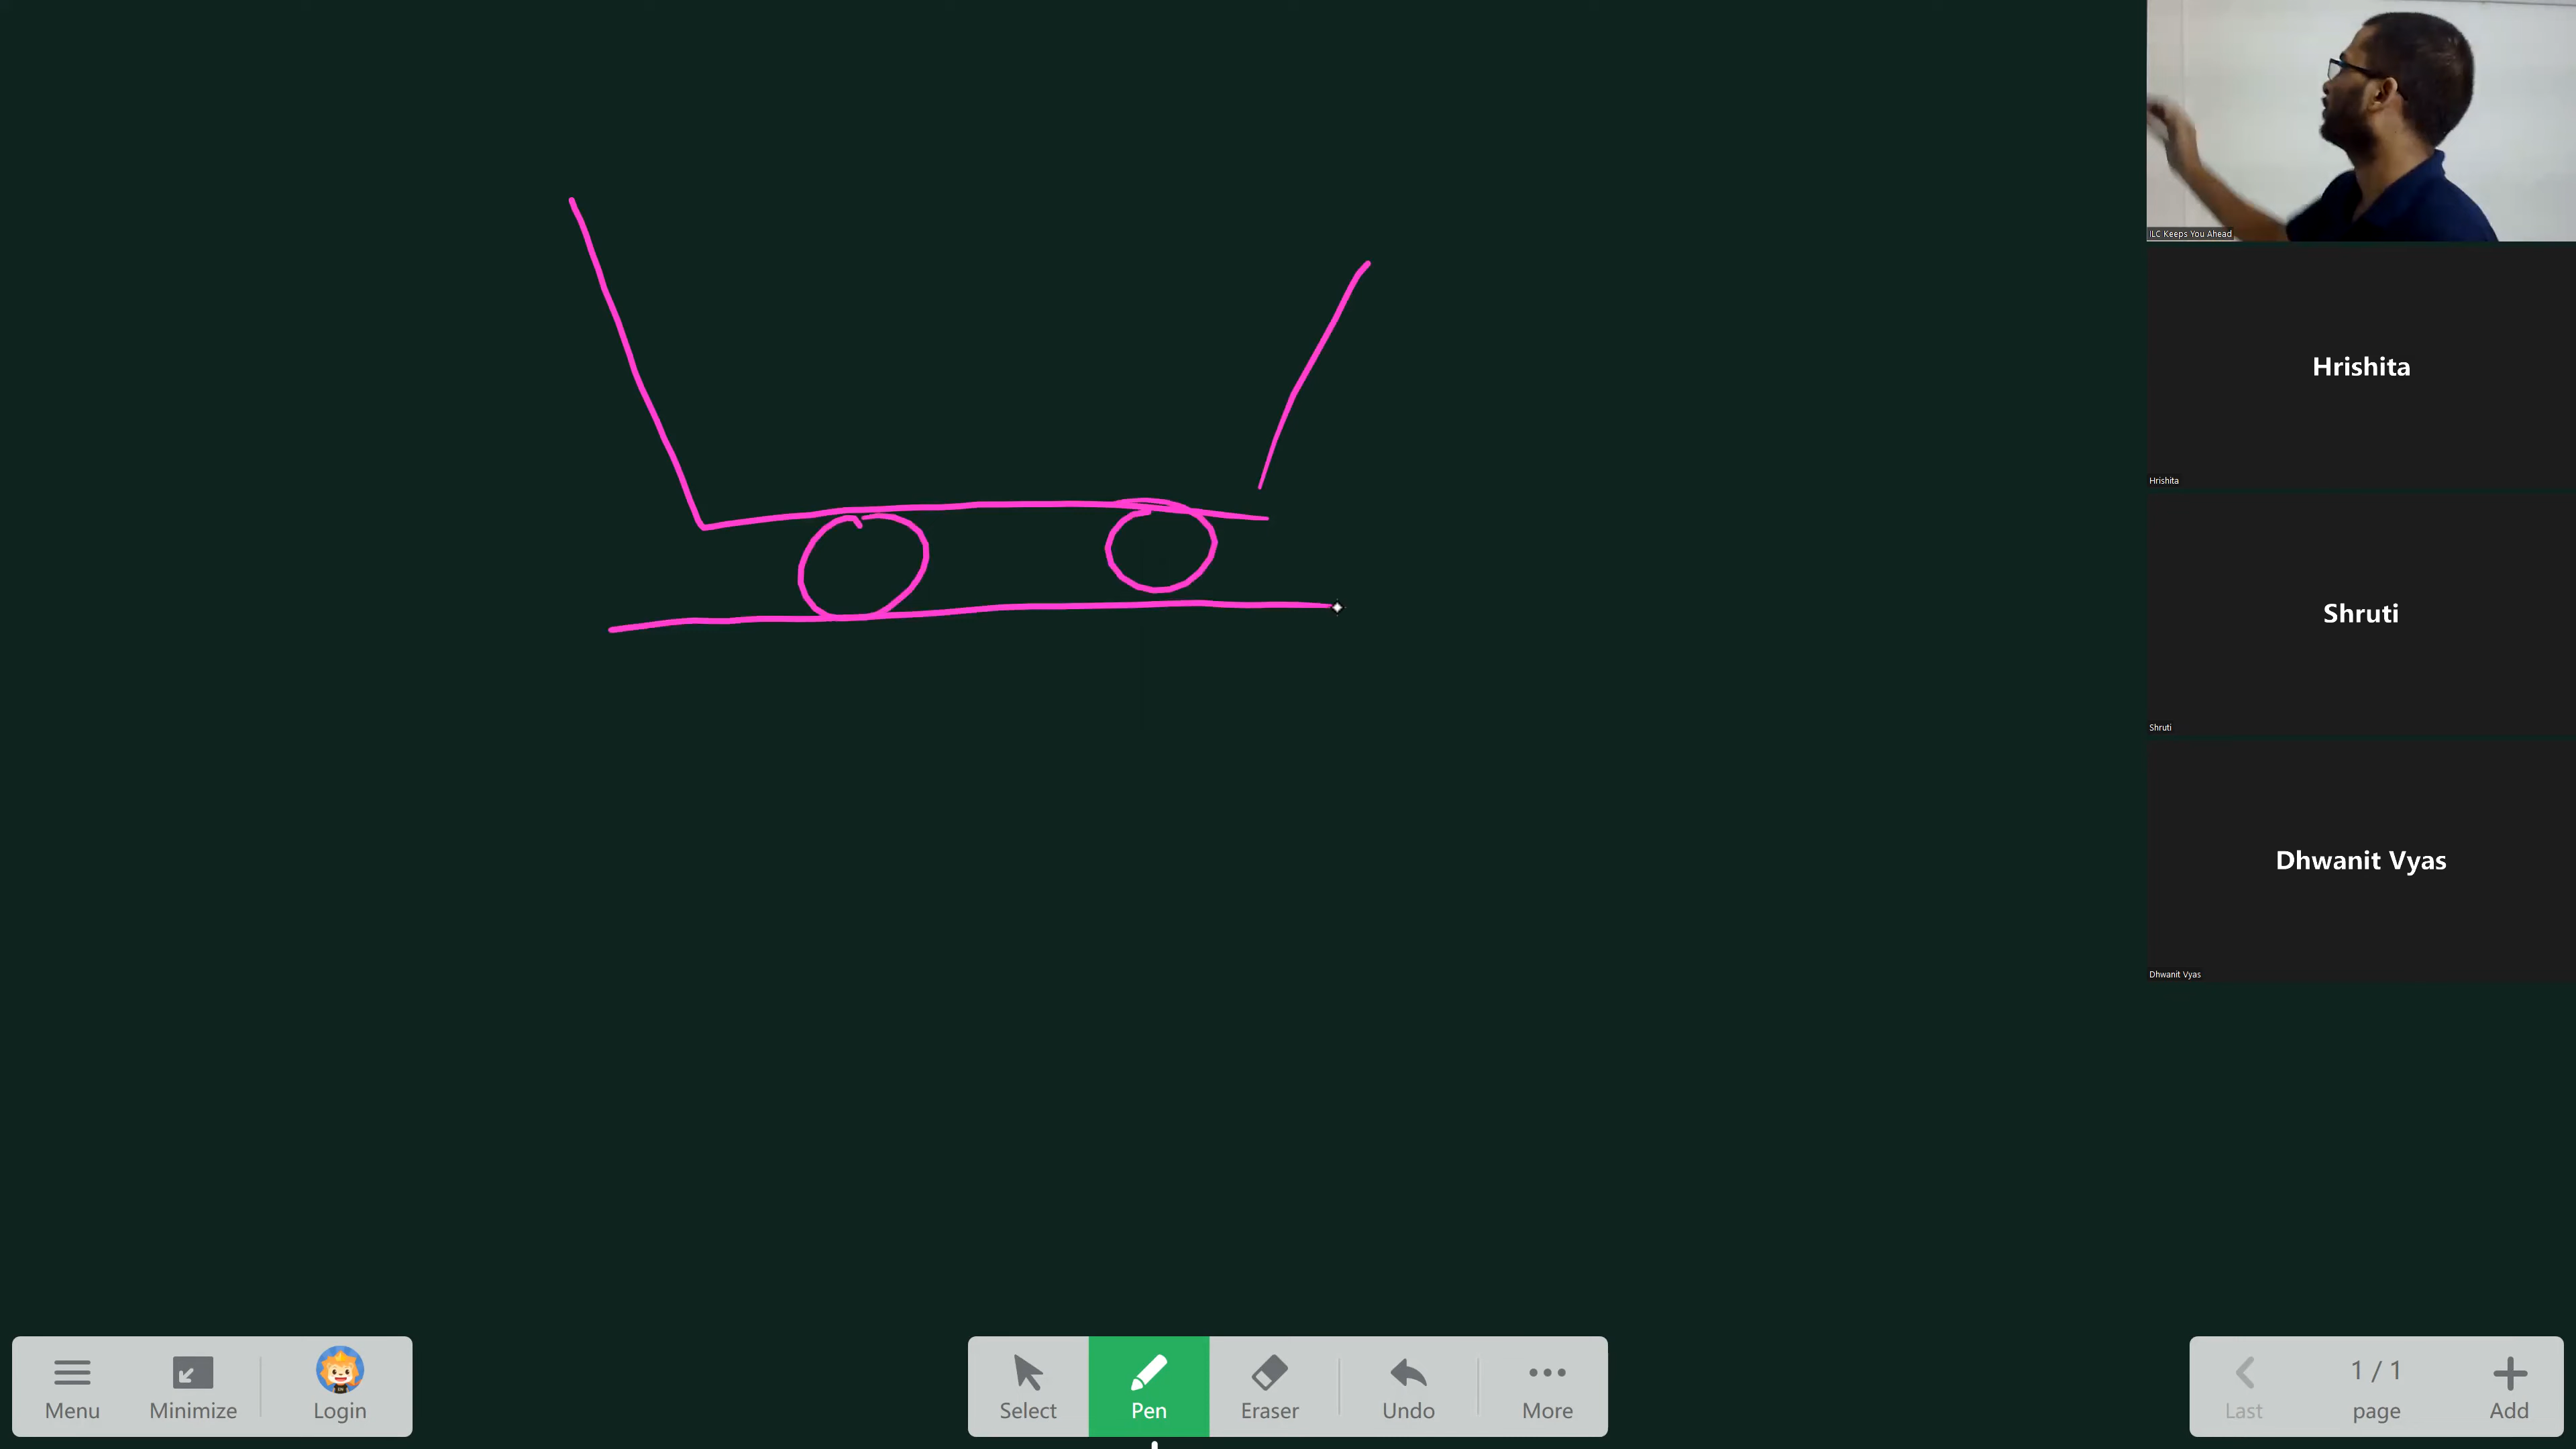 ILC Keeps You Ahead
Hrishita
Hrishita
Shruti
Shruti
Dhwanit Vyas
Dhwanit Vyas
Menu
Minimize
Login
Select
Pen
Eraser
Undo
More
Last
1 / 1
page
Add